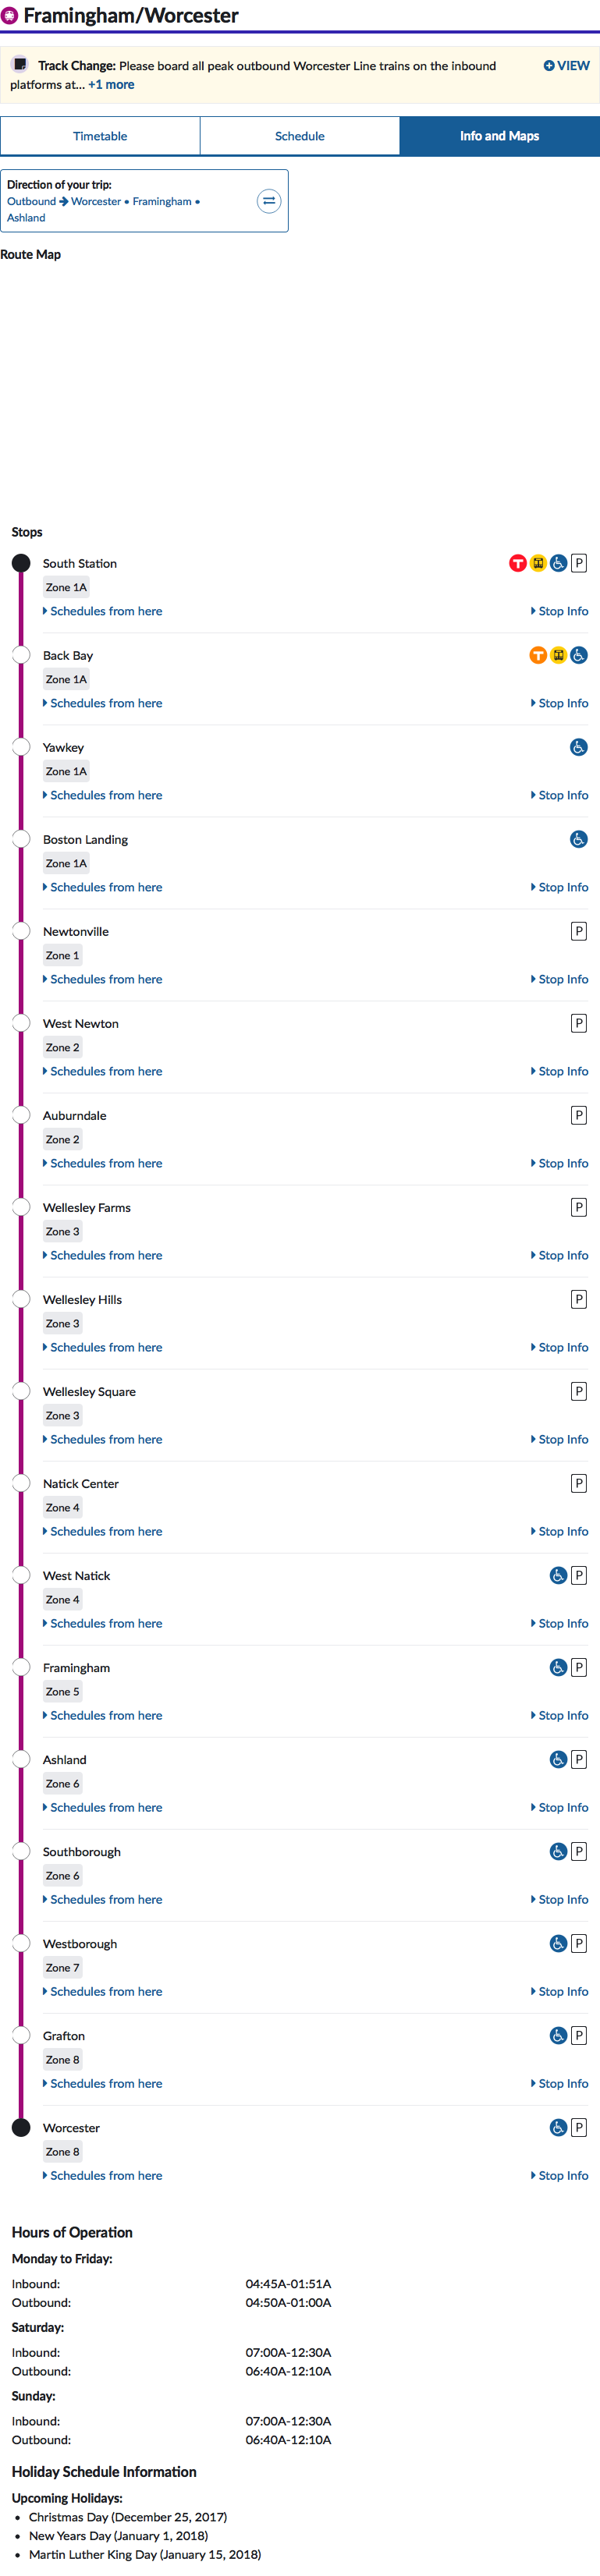 Framingham/Worcester
Track Change: Please board all peak outbound Worcester Line trains on the inbound
VIEW
platforms at... +1 more
Timetable
Schedule
Info and Maps
Direction of your trip:
Outbound → Worcester • Framingham •
Ashland
Route Map
Stops
South Station
T
P
Zone 1A
Schedules from here
Stop Info
Back Bay
T
Zone 1A
Schedules from here
Stop Info
Yawkey
Zone 1A
Schedules from here
Stop Info
Boston Landing
Zone 1A
Schedules from here
Stop Info
Newtonville
P
Zone 1
Schedules from here
Stop Info
West Newton
P
Zone 2
Schedules from here
Stop Info
Auburndale
P
Zone 2
Schedules from here
Stop Info
Wellesley Farms
P
Zone 3
Schedules from here
Stop Info
Wellesley Hills
P
Zone 3
Schedules from here
Stop Info
Wellesley Square
P
Zone 3
Schedules from here
Stop Info
Natick Center
P
Zone 4
Schedules from here
Stop Info
West Natick
P
Zone 4
Schedules from here
Stop Info
Framingham
P
Zone 5
Schedules from here
Stop Info
Ashland
P
Zone 6
Schedules from here
Stop Info
Southborough
P
Zone 6
Schedules from here
Stop Info
Westborough
P
Zone 7
Schedules from here
Stop Info
Grafton
P
Zone 8
Schedules from here
Stop Info
Worcester
P
Zone 8
Schedules from here
Stop Info
Hours of Operation
Monday to Friday:
Inbound: 04:45A-01:51A
Outbound: 04:50A-01:00A
Saturday:
Inbound: 07:00A-12:30A
Outbound: 06:40A-12:10A
Sunday:
Inbound: 07:00A-12:30A
Outbound: 06:40A-12:10A
Holiday Schedule Information
Upcoming Holidays:
• Christmas Day (December 25, 2017)
• New Years Day (January 1, 2018)
• Martin Luther King Day (January 15, 2018)